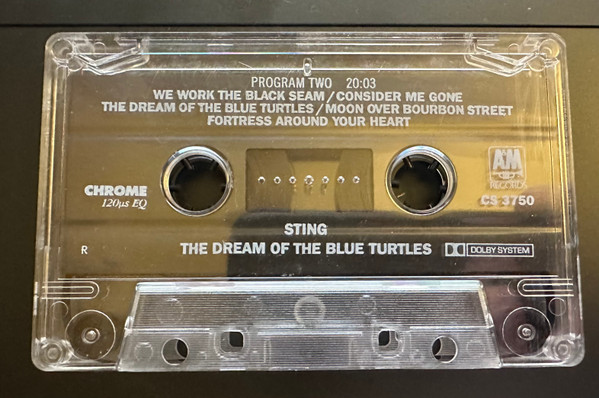 PROGRAM TWO 20:03
WE WORK THE BLACK SEAM / CONSIDER ME GONE
THE DREAM OF THE BLUE TURTLES / MOON OVER BOURBON STREET
FORTRESS AROUND YOUR HEART
A&M
RECORDS
CHROME
120µs EQ
CS 3750
STING
R
THE DREAM OF THE BLUE TURTLES
DOLBY SYSTEM